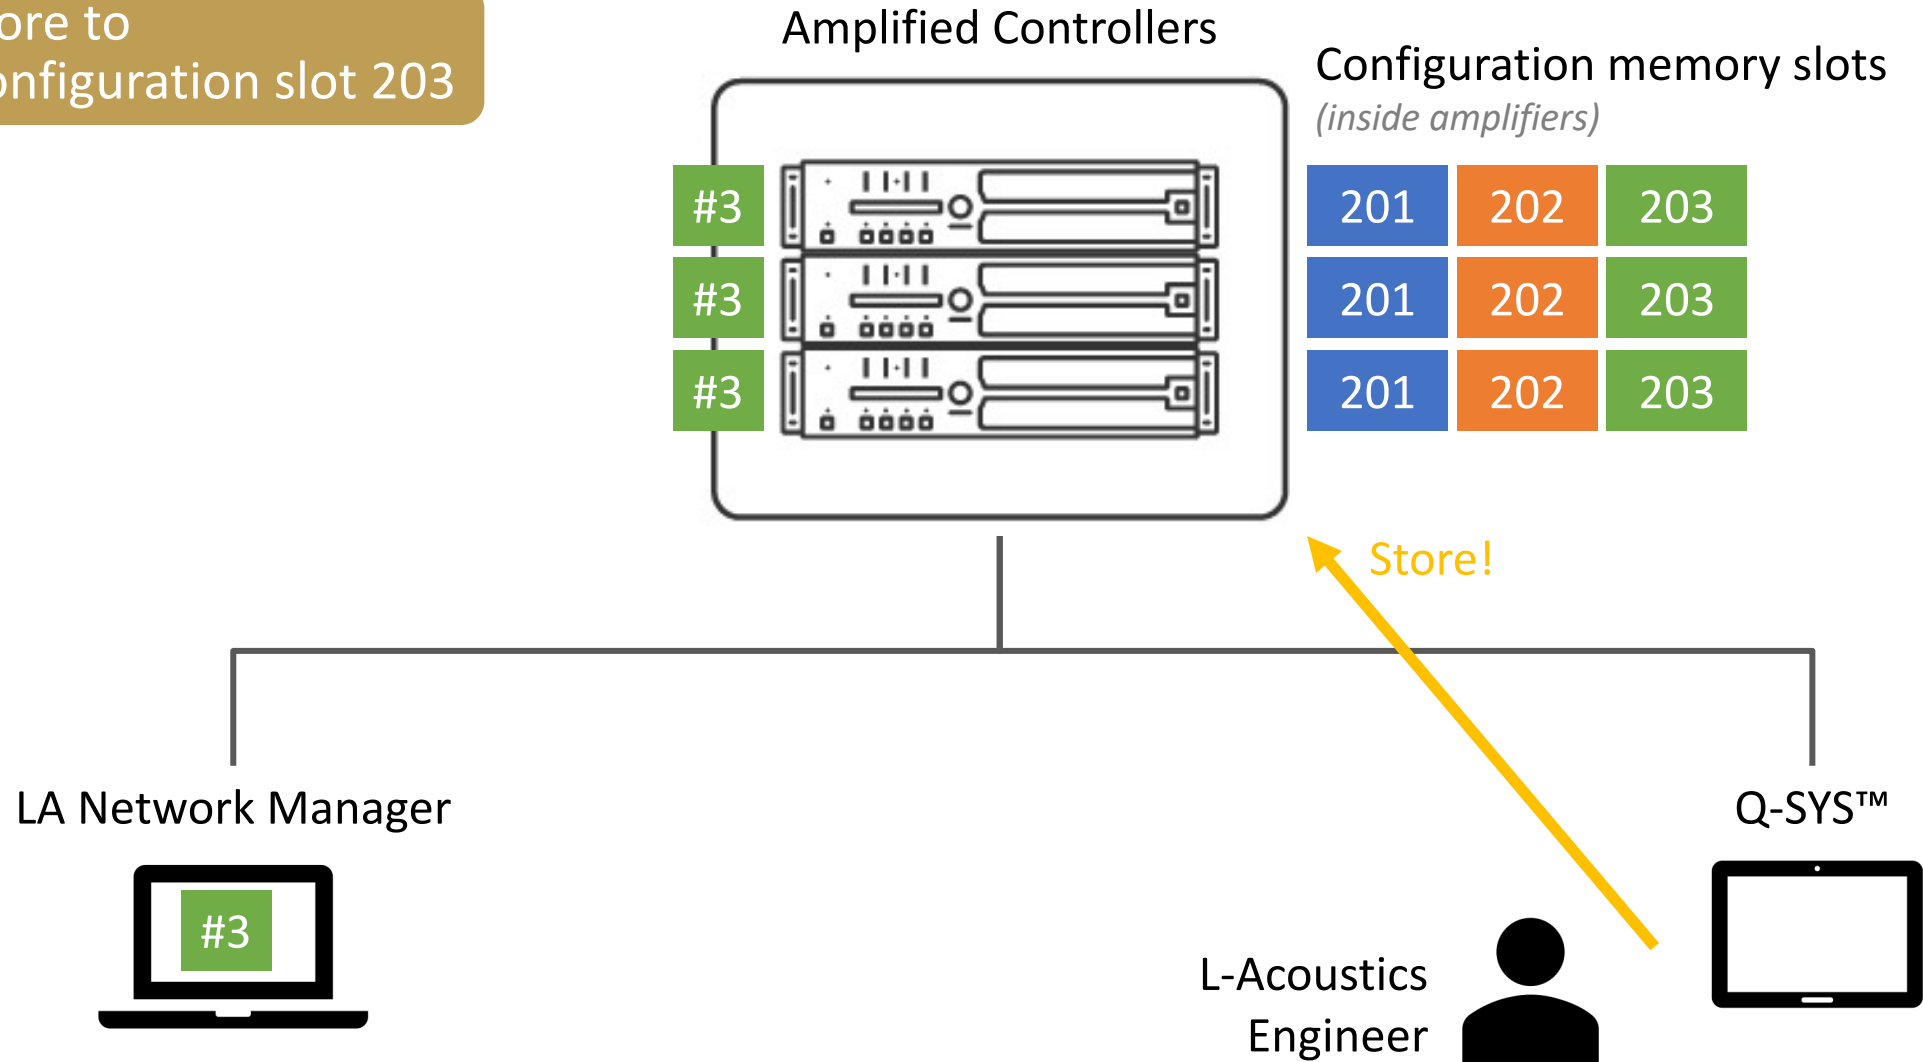 ore to
onfiguration slot 203
Amplified Controllers
Configuration memory slots
(inside amplifiers)
#3
201 202 203
#3
201 202 203
#3
201 202 203
Store!
LA Network Manager
Q-SYS™
#3
L-Acoustics
Engineer